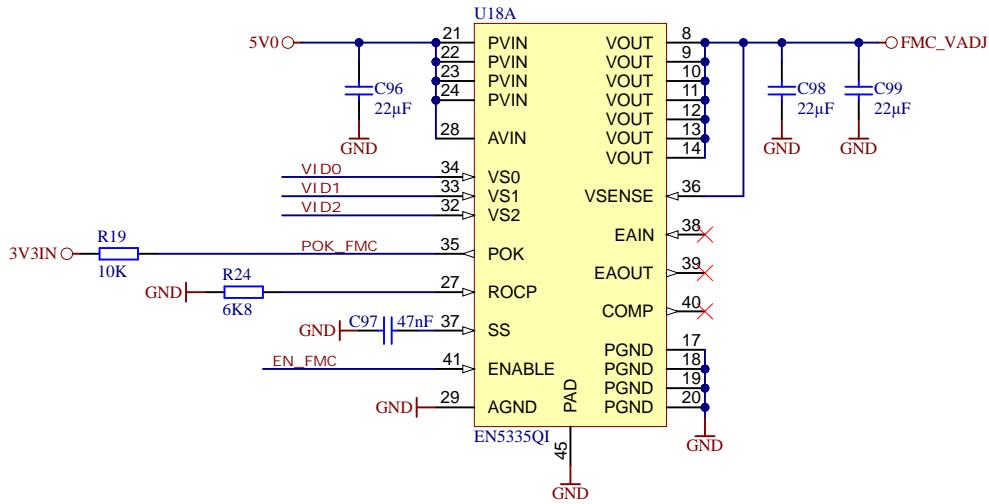 U18A
5V0 21 PVIN VOUT 8 FMC_VADJ
22 PVIN VOUT 9
23 PVIN VOUT 10
C96 24 PVIN VOUT 11 C98 C99
22µF VOUT 12 22µF 22µF
28 AVIN VOUT 13
GND VOUT 14 GND GND
VID0 34 VS0
VID1 33 VS1 VSENSE 36
VID2 32 VS2
EAIN 38
R19 POK_FMC 35 POK
3V3IN 10K EAOUT 39
R24
GND 27 ROCP
6K8 COMP 40
C97 47nF 37 SS
GND PGND 17
EN_FMC 41 ENABLE PGND 18
PGND 19
GND 29 AGND PAD PGND 20
EN5335QI GND
45
GND